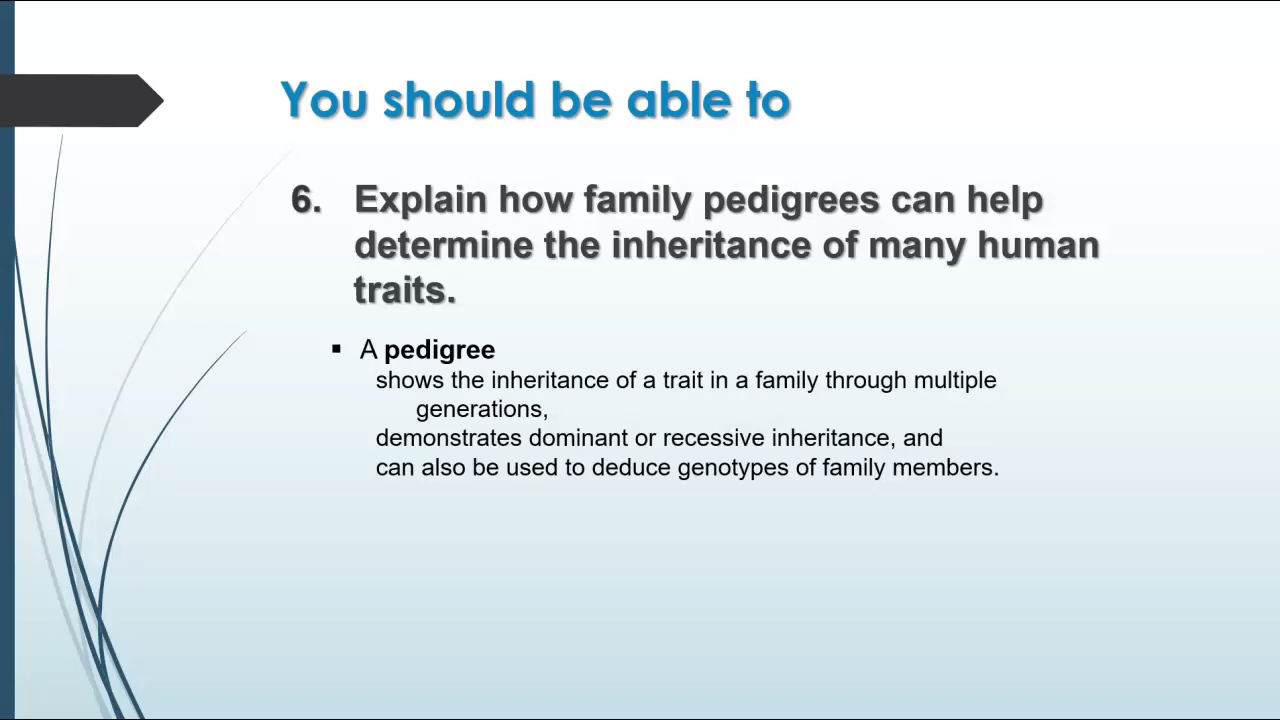 You should be able to
6. Explain how family pedigrees can help
determine the inheritance of many human
traits.
▪ A pedigree
shows the inheritance of a trait in a family through multiple
generations,
demonstrates dominant or recessive inheritance, and
can also be used to deduce genotypes of family members.